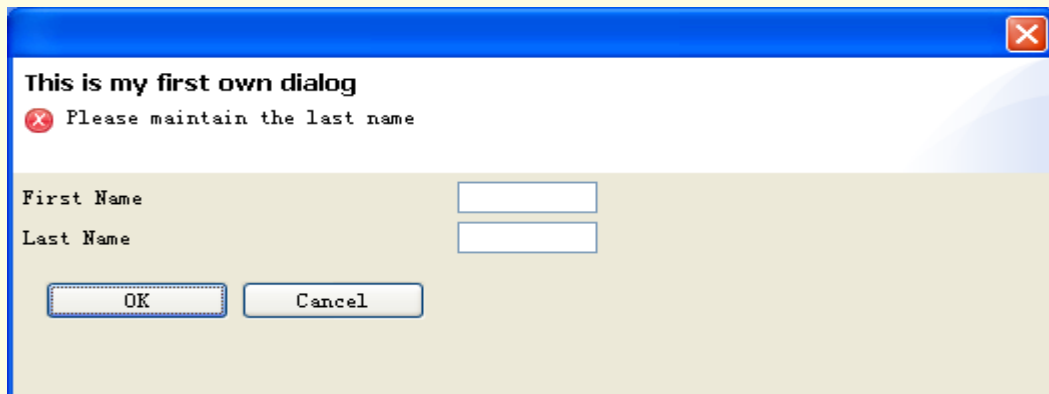 This is my first own dialog
Please maintain the last name
First Name
Last Name
OK Cancel